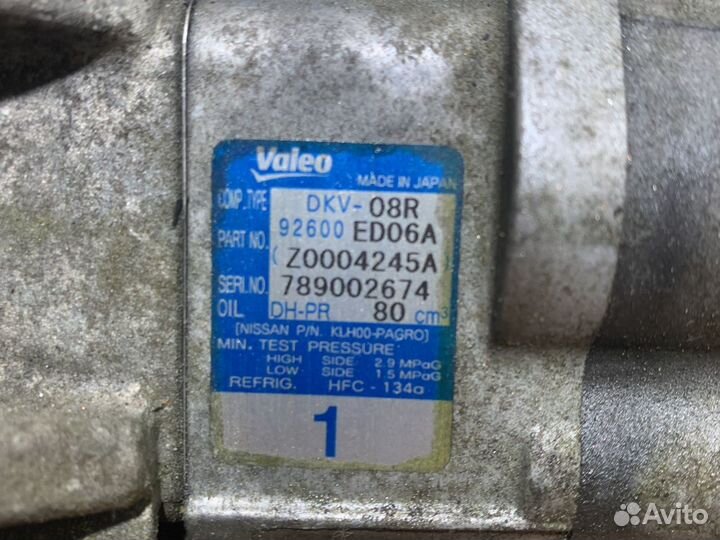 Valeo
MADE IN JAPAN
COMP. TYPE DKV-08R
PART NO. 92600 ED06A
(Z0004245A)
SERI.NO. 789002674
OIL DH-PR 80 cm³
[NISSAN P/N. KLH00-PAGR0]
MIN. TEST PRESSURE
HIGH SIDE 2.9 MPaG
LOW SIDE 1.5 MPaG
REFRIG. HFC-134a
1
Avito